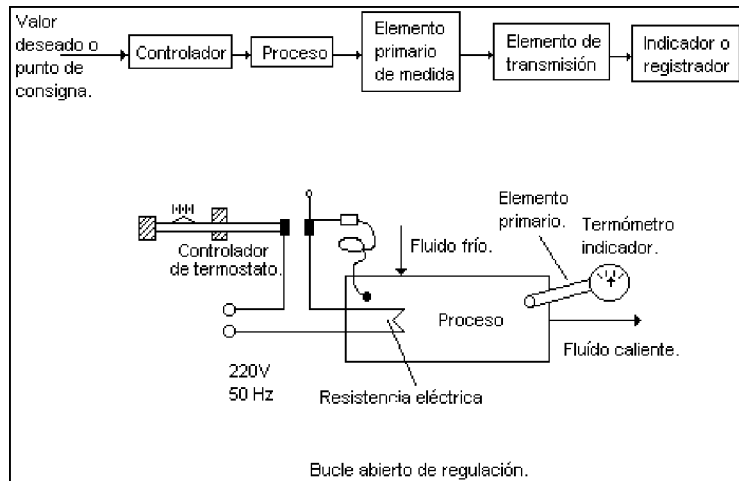 Valor
deseado o
punto de
consigna.
Controlador
Proceso
Elemento
primario
de medida
Elemento de
transmisión
Indicador o
registrador
Controlador
de termostato.
Fluido frío.
Elemento
primario.
Termómetro
indicador.
Proceso
Fluído caliente.
220V
50 Hz
Resistencia eléctrica
Bucle abierto de regulación.